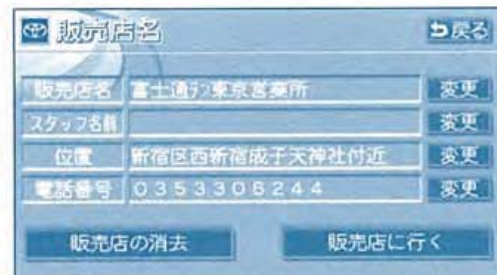 販売店名 戻る
販売店名 富士通テン東京営業所 変更
スタッフ名前 変更
位置 新宿区西新宿成子天神社付近 変更
電話番号 0353306244 変更
販売店の消去 販売店に行く